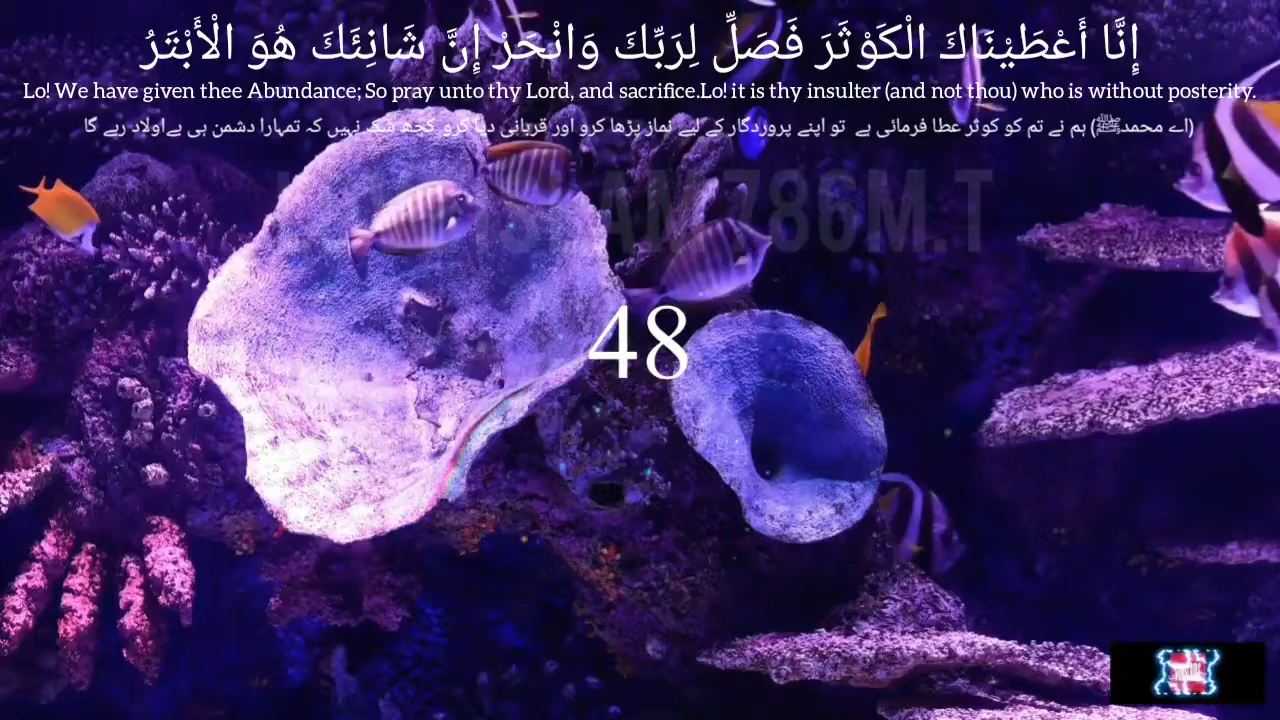 إِنَّا أَعْطَيْنَاكَ الْكَوْثَرَ فَصَلِّ لِرَبِّكَ وَانْحَرْ إِنَّ شَانِئَكَ هُوَ الْأَبْتَرُ
Lo! We have given thee Abundance; So pray unto thy Lord, and sacrifice.Lo! it is thy insulter (and not thou) who is without posterity.
(اے محمدﷺ) ہم نے تم کو کوثر عطا فرمائی ہے تو اپنے پروردگار کے لیے نماز پڑھا کرو اور قربانی دیا کرو کچھ شک نہیں کہ تمہارا دشمن ہی بےاولاد رہے گا
ISLAM 786M.T
48